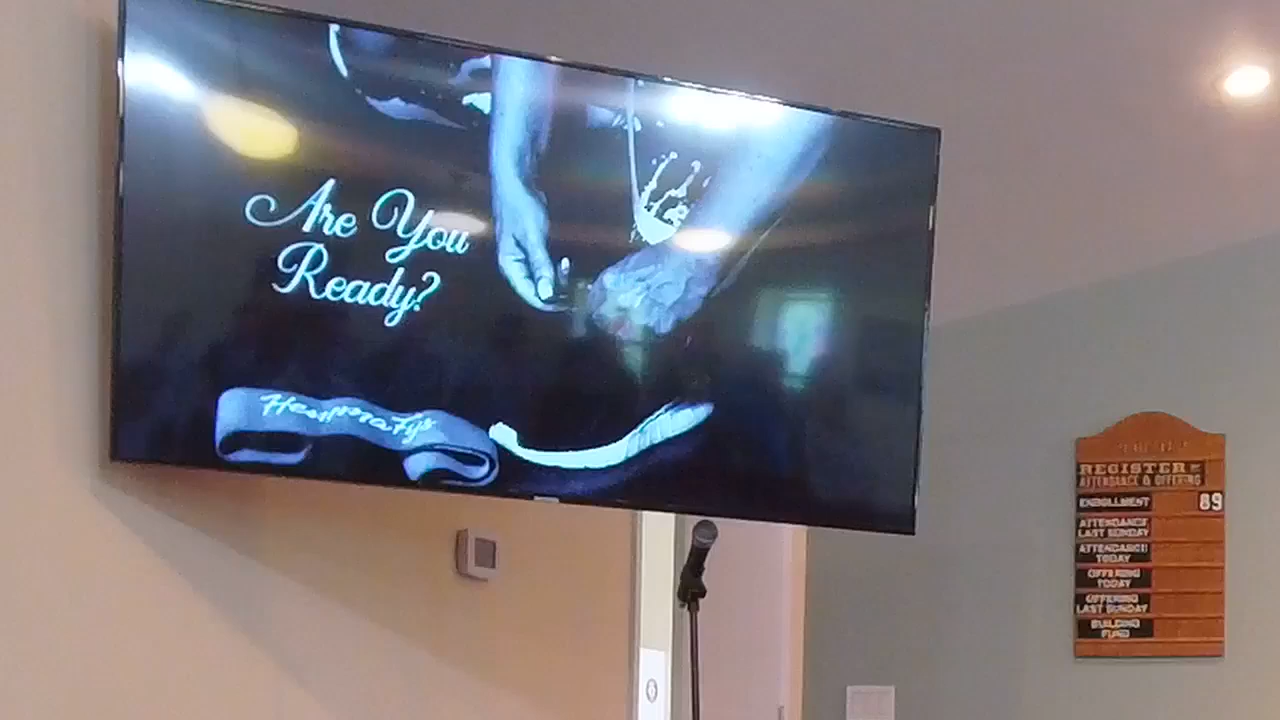 Are You
Ready?
REGISTER OF
ATTENDANCE & OFFERING
ENROLLMENT 89
ATTENDANCE
LAST SUNDAY
ATTENDANCE
TODAY
OFFERING
TODAY
OFFERING
LAST SUNDAY
BUILDING
FUND